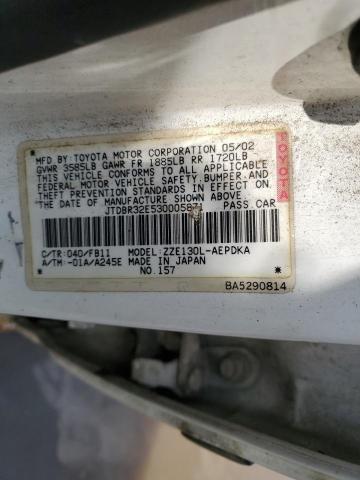 MFD BY: TOYOTA MOTOR CORPORATION 05/02
GVWR 3585LB GAWR FR 1885LB RR 1720LB
THIS VEHICLE CONFORMS TO ALL APPLICABLE
FEDERAL MOTOR VEHICLE SAFETY, BUMPER, AND
THEFT PREVENTION STANDARDS IN EFFECT ON
THE DATE OF MANUFACTURE SHOWN ABOVE.
PASS. CAR
TOYOTA
C/TR: 040/FB11 MODEL: ZZE130L-AEPDKA
A/TM: -01A/A245E MADE IN JAPAN
NO.157
BA5290814